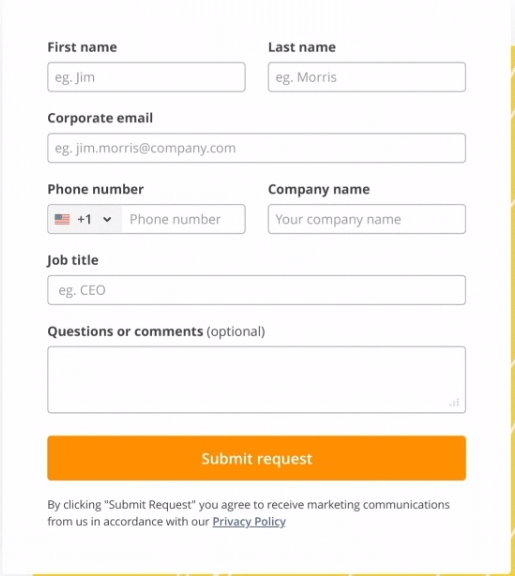 First name
Last name
eg. Jim
eg. Morris
Corporate email
eg. jim.morris@company.com
Phone number
Company name
+1
Phone number
Your company name
Job title
eg. CEO
Questions or comments (optional)
Submit request
By clicking "Submit Request" you agree to receive marketing communications
from us in accordance with our Privacy Policy